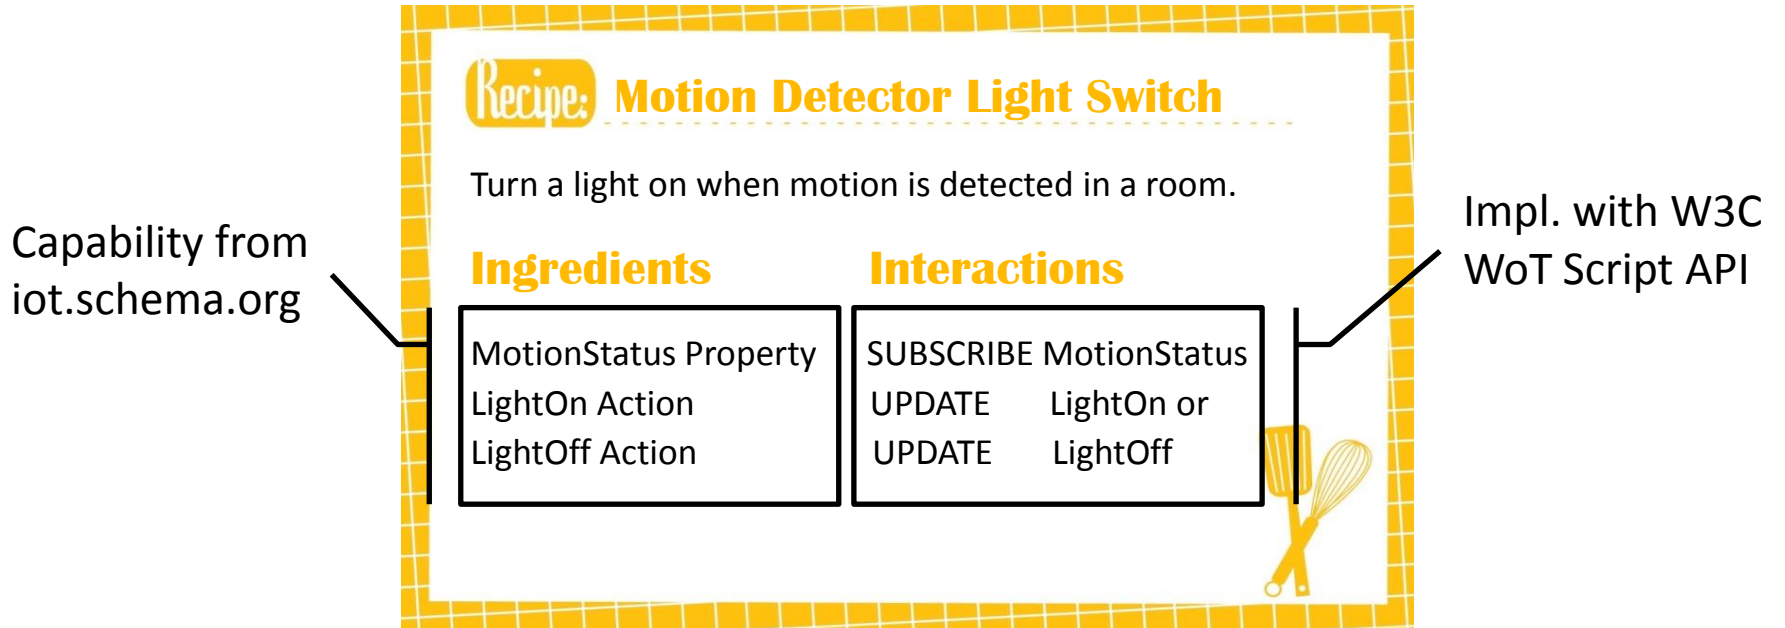 Recipe: Motion Detector Light Switch
Turn a light on when motion is detected in a room.
Capability from
iot.schema.org
Ingredients
MotionStatus Property
LightOn Action
LightOff Action
Interactions
SUBSCRIBE MotionStatus
UPDATE LightOn or
UPDATE LightOff
Impl. with W3C
WoT Script API